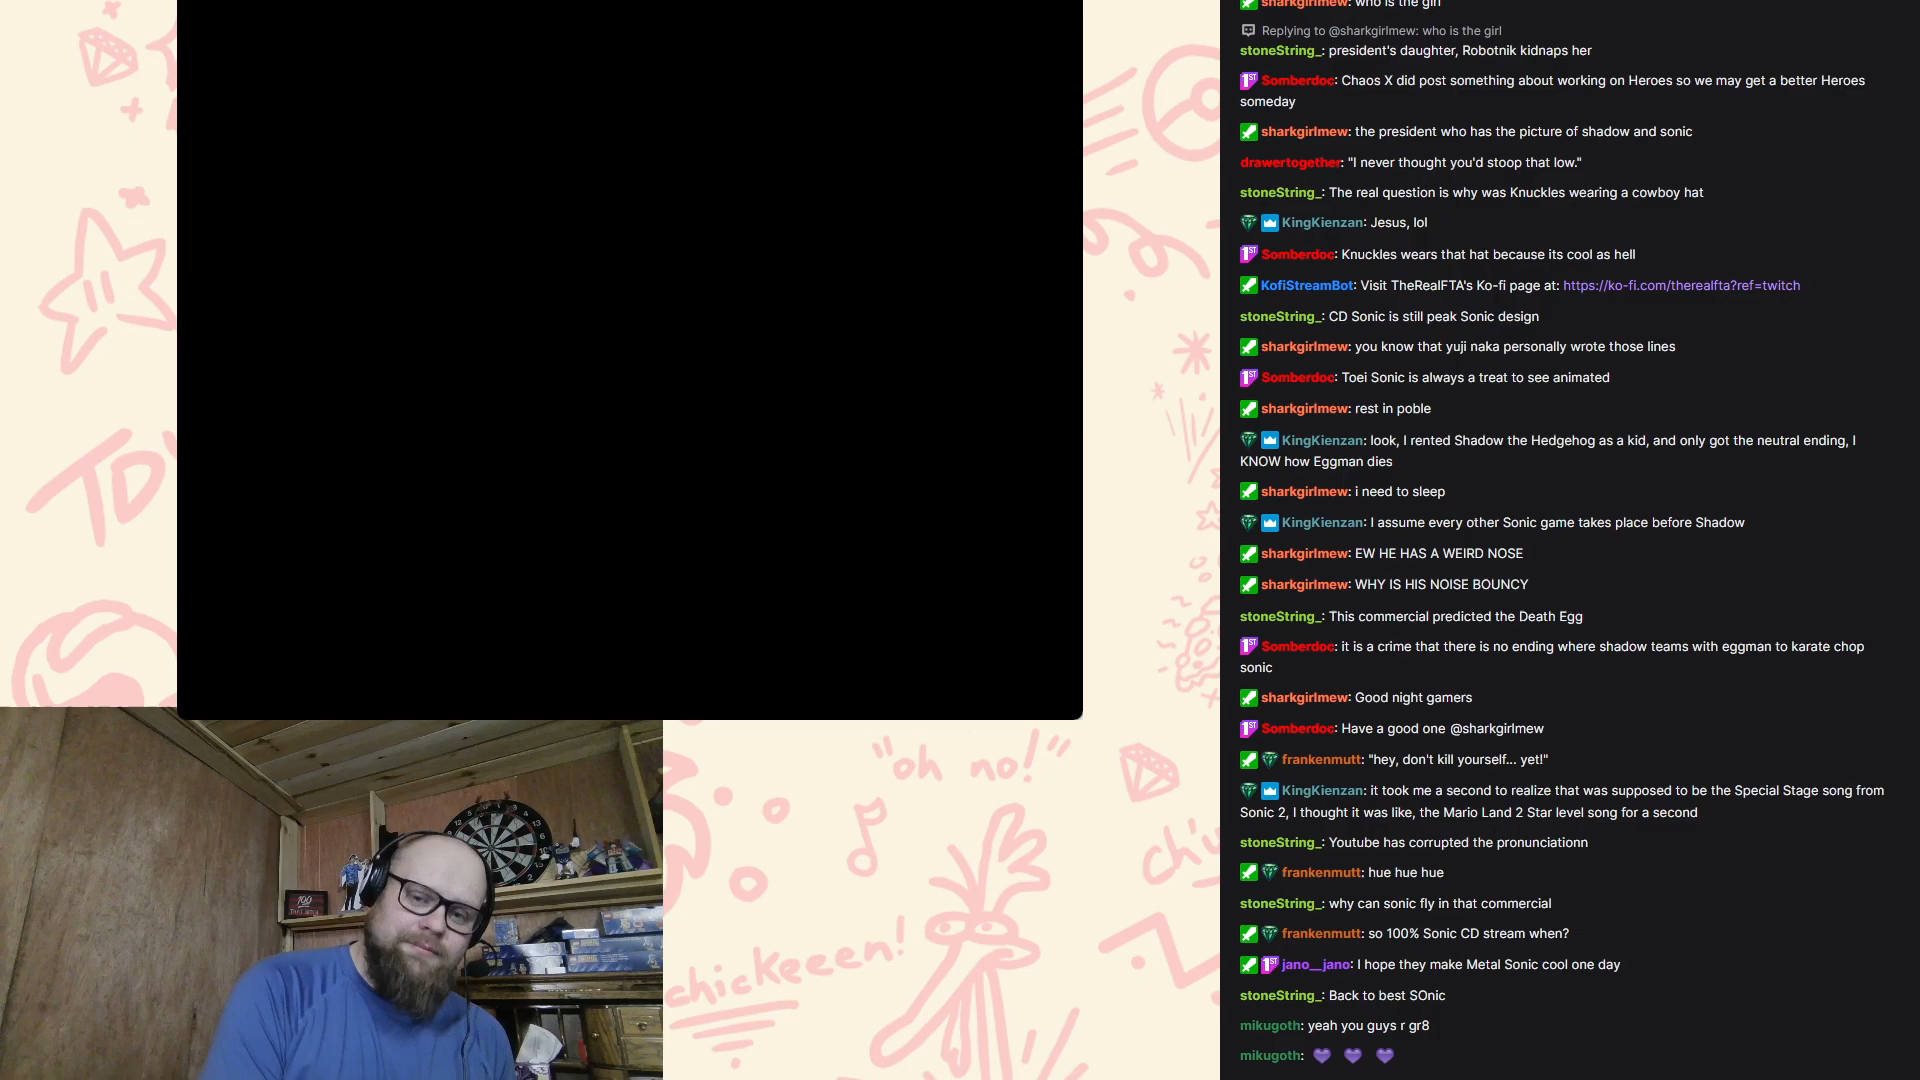 sharkgirlmew: who is the girl
Replying to @sharkgirlmew: who is the girl
stoneString_: president's daughter, Robotnik kidnaps her
Somberdoc: Chaos X did post something about working on Heroes so we may get a better Heroes
someday
sharkgirlmew: the president who has the picture of shadow and sonic
drawertogether: "I never thought you'd stoop that low."
stoneString_: The real question is why was Knuckles wearing a cowboy hat
KingKienzan: Jesus, lol
Somberdoc: Knuckles wears that hat because its cool as hell
KofiStreamBot: Visit TheRealFTA's Ko-fi page at: https://ko-fi.com/therealfta?ref=twitch
stoneString_: CD Sonic is still peak Sonic design
sharkgirlmew: you know that yuji naka personally wrote those lines
Somberdoc: Toei Sonic is always a treat to see animated
sharkgirlmew: rest in poble
KingKienzan: look, I rented Shadow the Hedgehog as a kid, and only got the neutral ending, I
KNOW how Eggman dies
sharkgirlmew: i need to sleep
KingKienzan: I assume every other Sonic game takes place before Shadow
sharkgirlmew: EW HE HAS A WEIRD NOSE
sharkgirlmew: WHY IS HIS NOISE BOUNCY
stoneString_: This commercial predicted the Death Egg
Somberdoc: it is a crime that there is no ending where shadow teams with eggman to karate chop
sonic
sharkgirlmew: Good night gamers
Somberdoc: Have a good one @sharkgirlmew
frankenmutt: "hey, don't kill yourself... yet!"
KingKienzan: it took me a second to realize that was supposed to be the Special Stage song from
Sonic 2, I thought it was like, the Mario Land 2 Star level song for a second
stoneString_: Youtube has corrupted the pronunciationn
frankenmutt: hue hue hue
stoneString_: why can sonic fly in that commercial
frankenmutt: so 100% Sonic CD stream when?
jano__jano: I hope they make Metal Sonic cool one day
stoneString_: Back to best SOnic
mikugoth: yeah you guys r gr8
mikugoth:
"oh no!"
chickeeen!
100